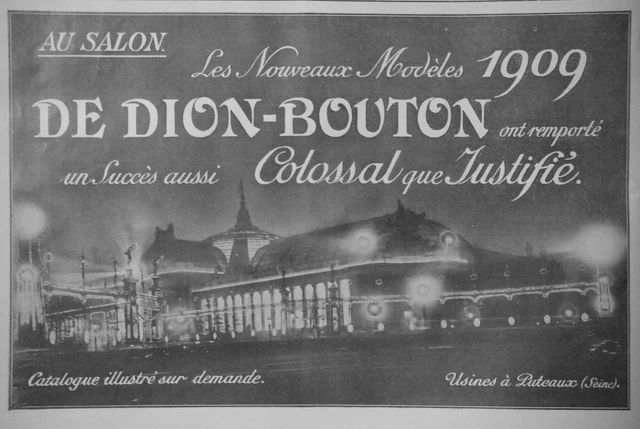 AU SALON.
Les Nouveaux Modèles 1909
DE DION-BOUTON ont remporté
un Succès aussi Colossal que Justifié.
Catalogue illustré sur demande.
Usines à Puteaux (Seine).